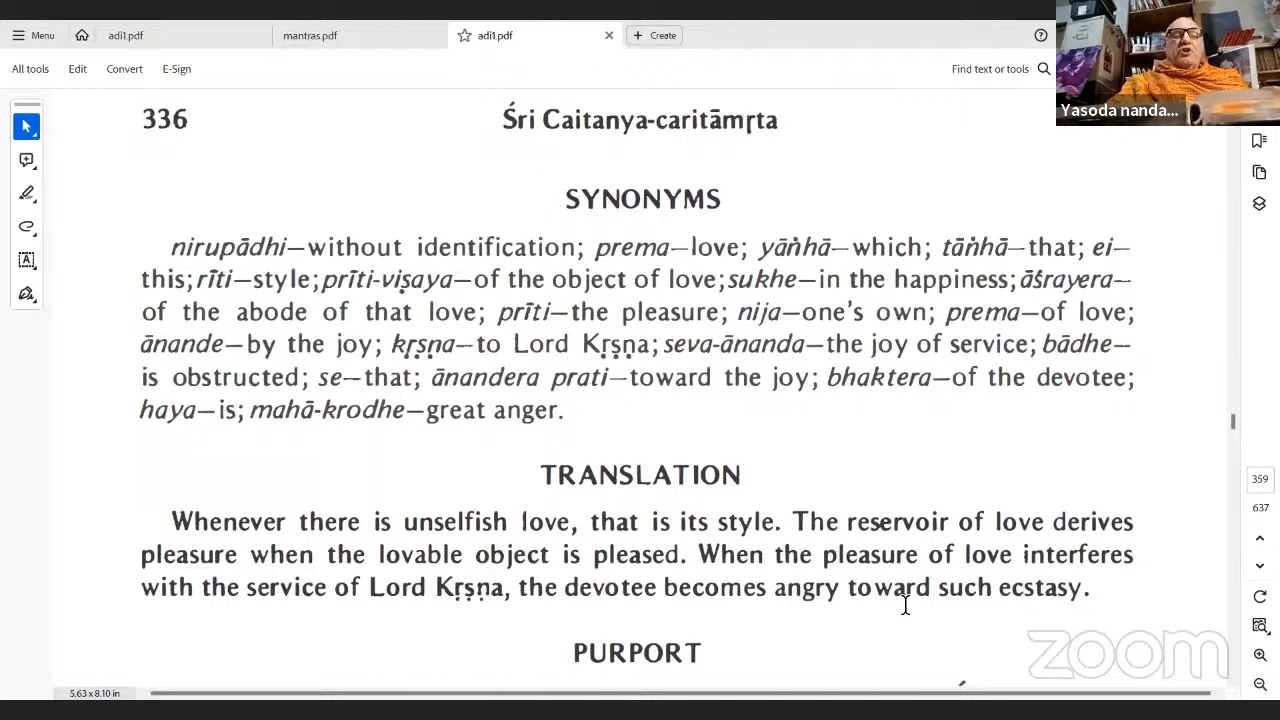 Menu
adi1.pdf
mantras.pdf
adi1.pdf
Create
All tools
Edit
Convert
E-Sign
Find text or tools
Yasoda nanda...
336
Śri Caitanya-caritāmṛta
SYNONYMS
nirupādhi—without identification; prema—love; yāṅhā—which; tāṅhā—that; ei—
this; rīti—style; prīti-viṣaya—of the object of love; sukhe—in the happiness; āśrayera—
of the abode of that love; prīti—the pleasure; nija—one's own; prema—of love;
ānande—by the joy; kṛṣṇa—to Lord Kṛṣṇa; seva-ānanda—the joy of service; bādhe—
is obstructed; se—that; ānandera prati—toward the joy; bhaktera—of the devotee;
haya—is; mahā-krodhe—great anger.
TRANSLATION
Whenever there is unselfish love, that is its style. The reservoir of love derives
pleasure when the lovable object is pleased. When the pleasure of love interferes
with the service of Lord Kṛṣṇa, the devotee becomes angry toward such ecstasy.
PURPORT
359
637
5.63 x 8.10 in
zoom